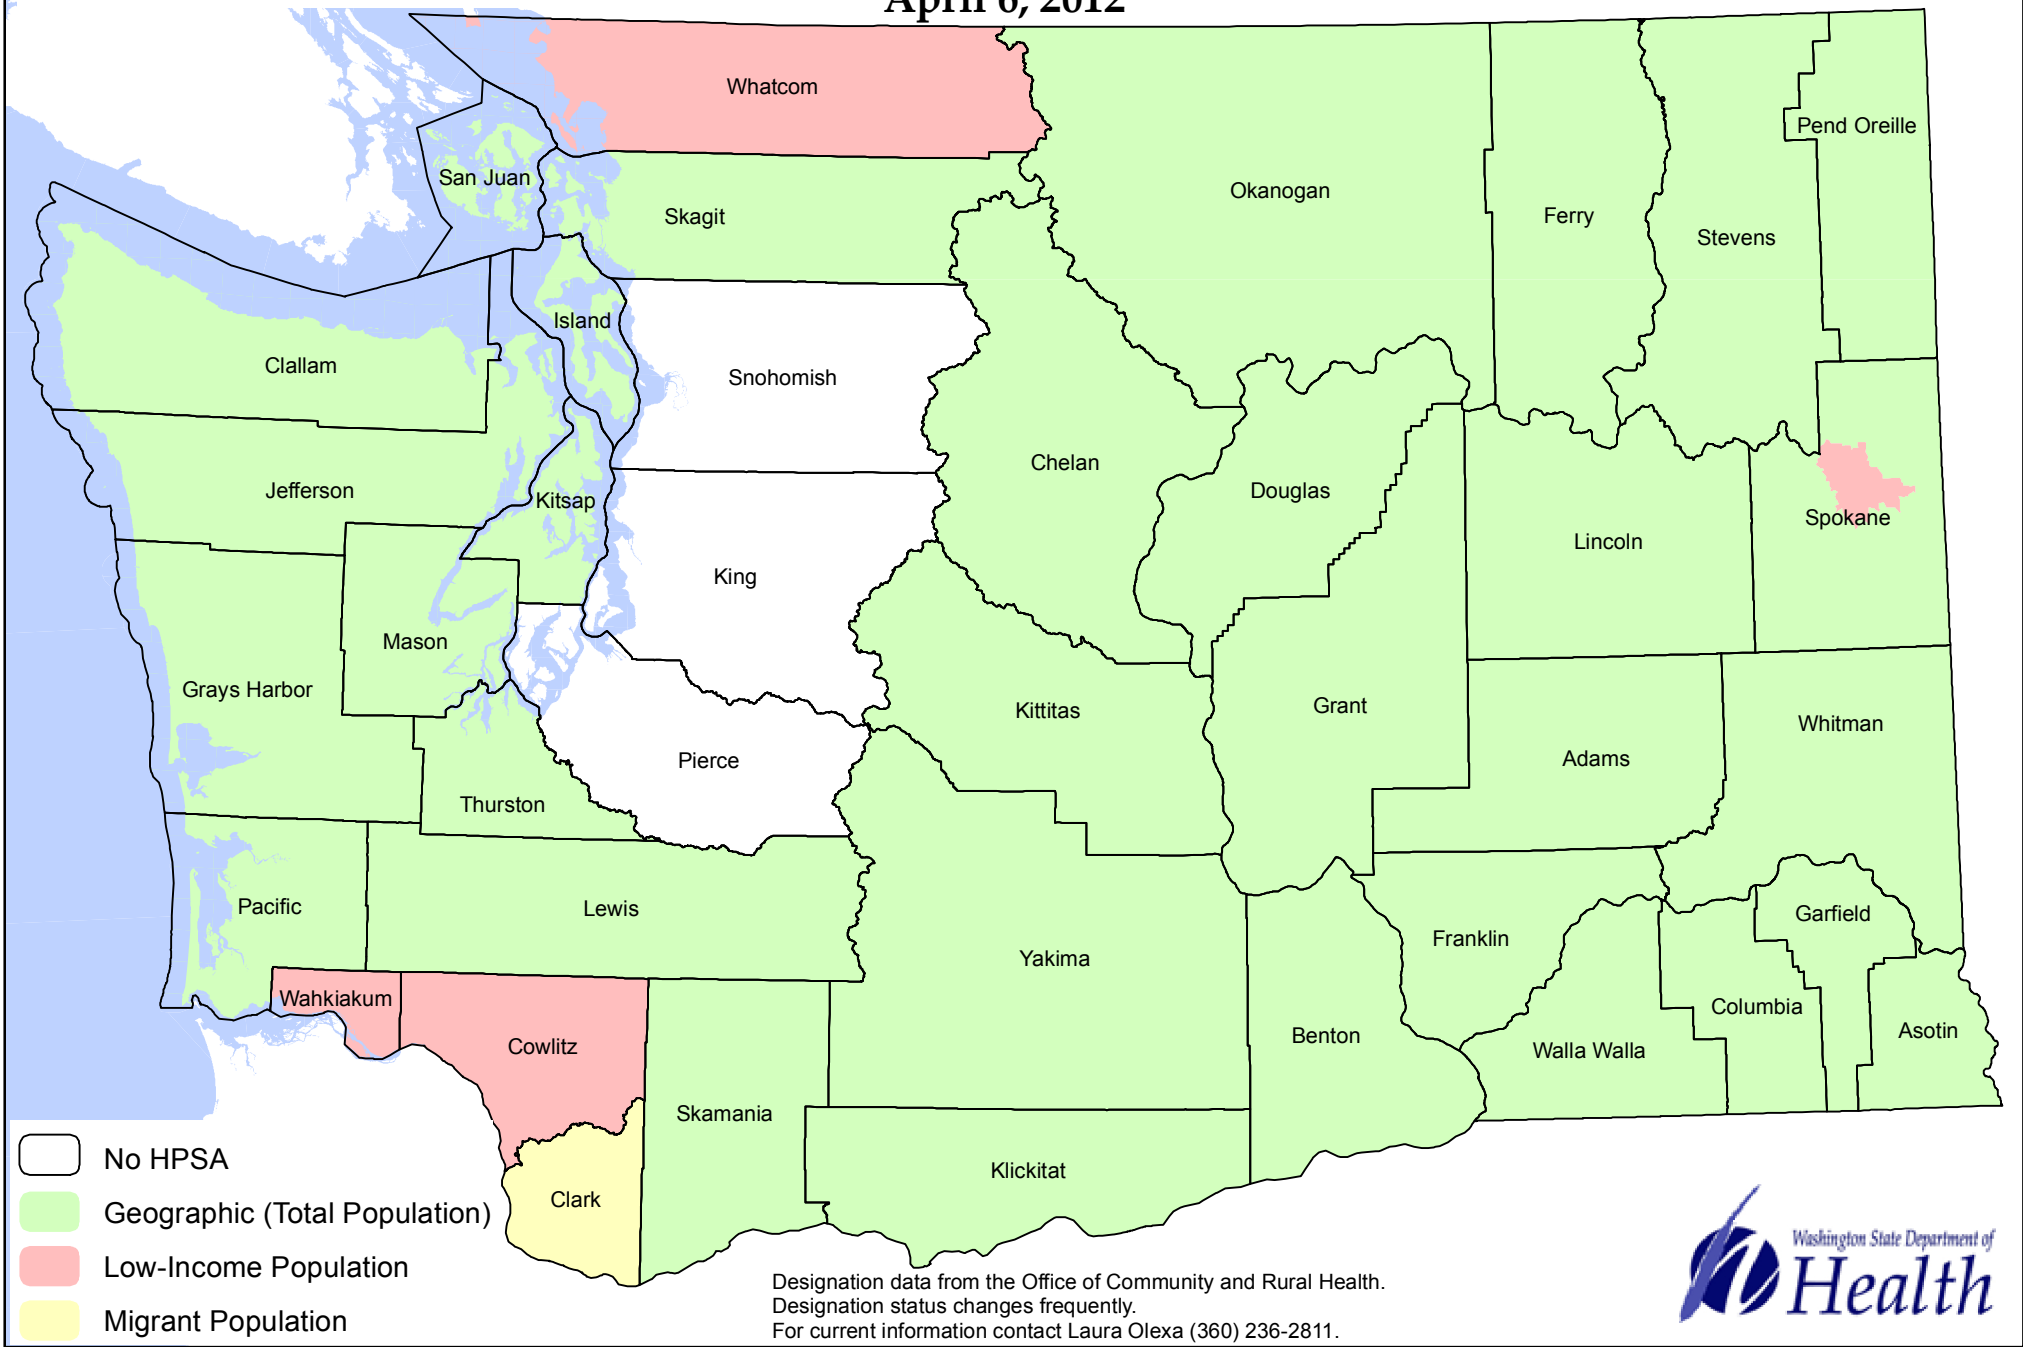 April 6, 2012
Whatcom
Pend Oreille
San Juan
Okanogan
Skagit
Ferry
Stevens
Island
Clallam
Snohomish
Chelan
Jefferson
Kitsap
Douglas
Spokane
Lincoln
King
Mason
Grays Harbor
Kittitas
Grant
Whitman
Pierce
Adams
Thurston
Pacific
Lewis
Garfield
Franklin
Yakima
Wahkiakum
Columbia
Asotin
Cowlitz
Benton
Walla Walla
Skamania
Klickitat
Clark
No HPSA
Geographic (Total Population)
Low-Income Population
Migrant Population
Designation data from the Office of Community and Rural Health.
Designation status changes frequently.
For current information contact Laura Olexa (360) 236-2811.
Washington State Department of
Health